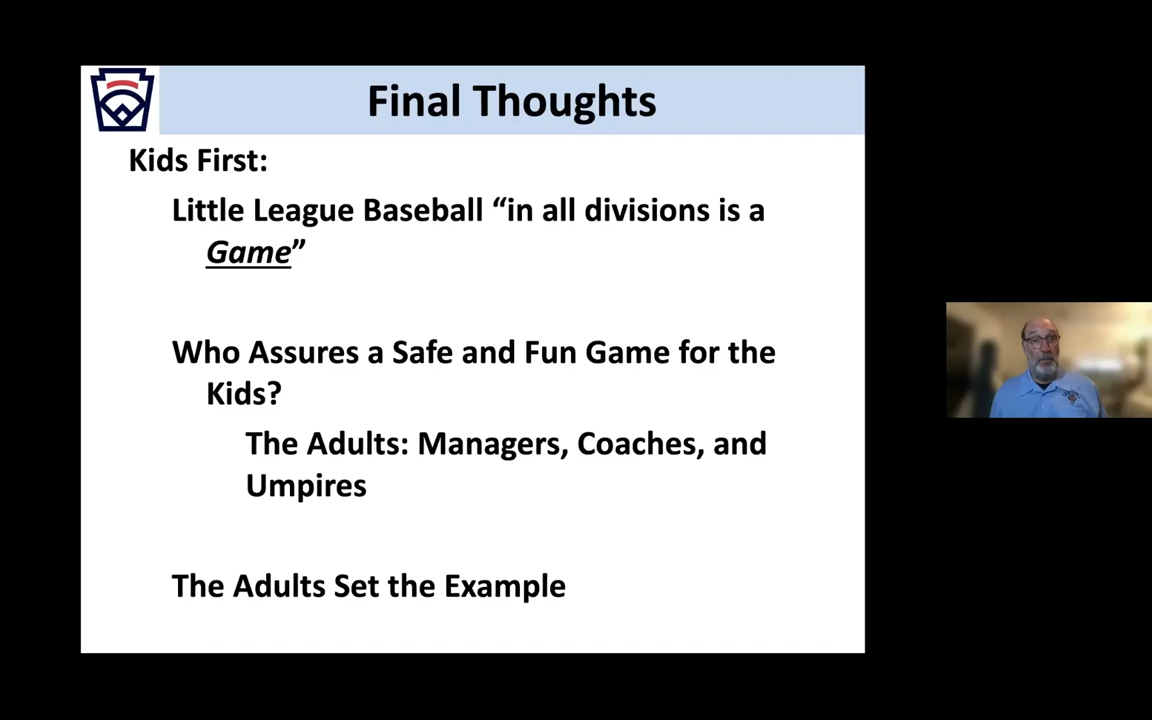 Final Thoughts
Kids First:
Little League Baseball “in all divisions is a
Game”
Who Assures a Safe and Fun Game for the
Kids?
The Adults: Managers, Coaches, and
Umpires
The Adults Set the Example